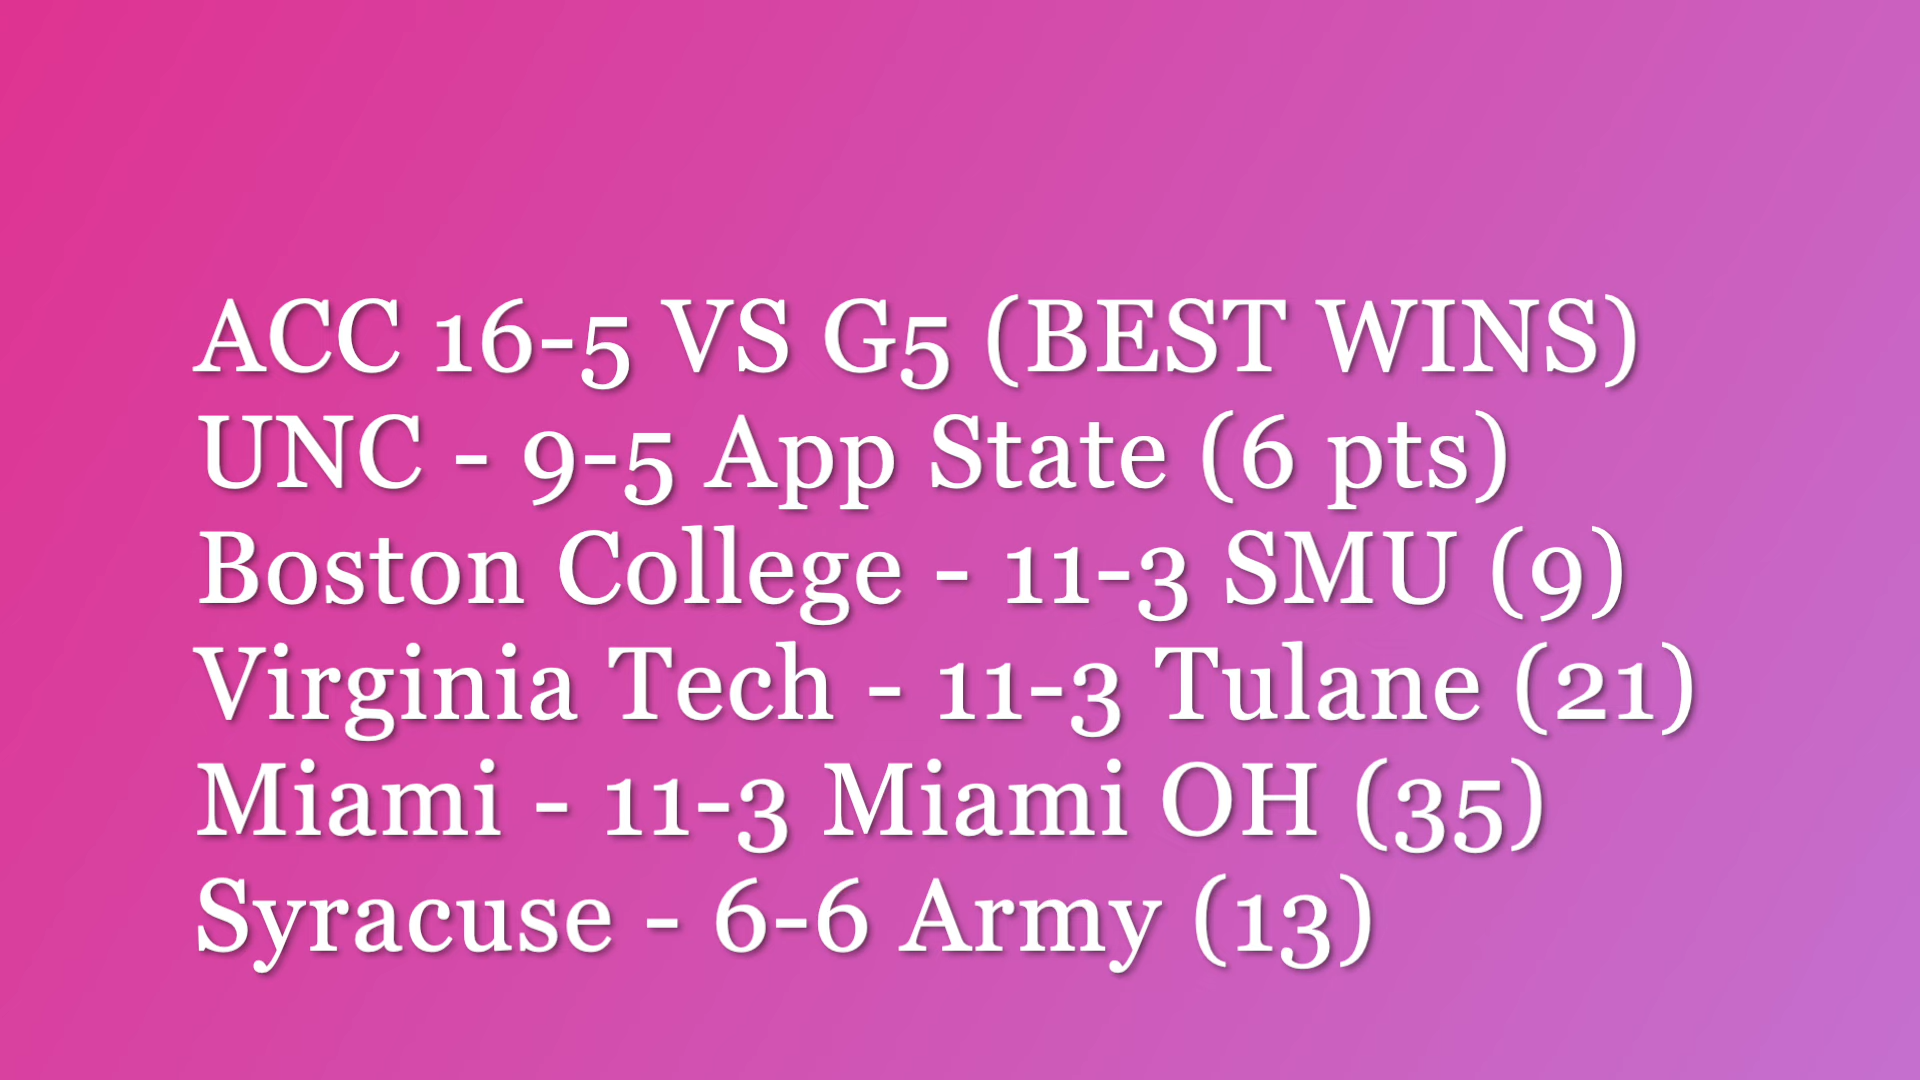 ACC 16-5 VS G5 (BEST WINS)
UNC - 9-5 App State (6 pts)
Boston College - 11-3 SMU (9)
Virginia Tech - 11-3 Tulane (21)
Miami - 11-3 Miami OH (35)
Syracuse - 6-6 Army (13)